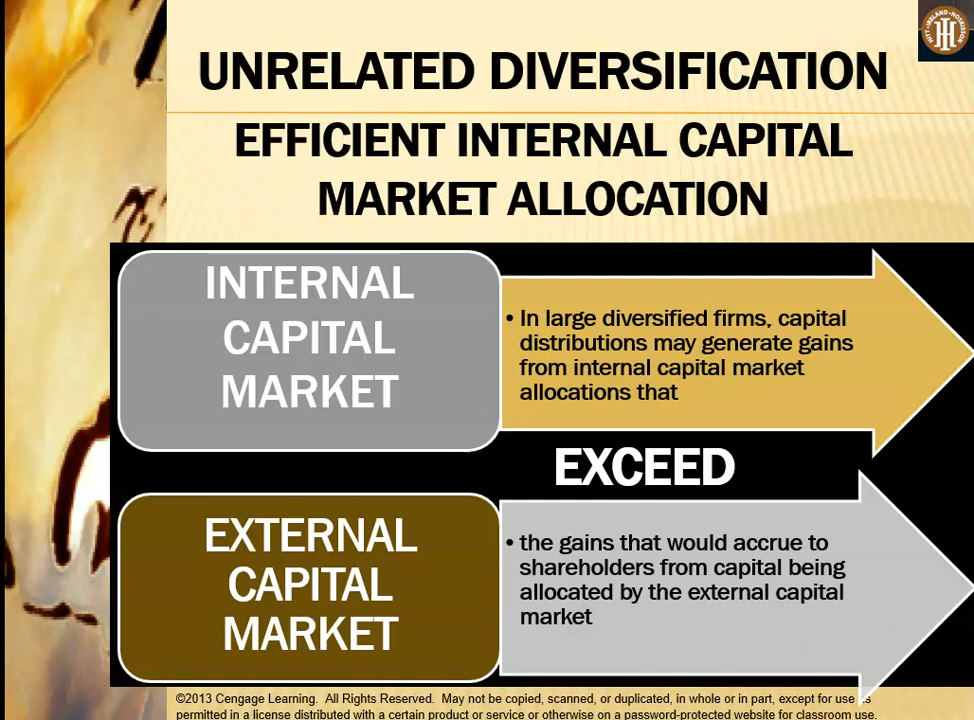 HITT • IRELAND • HOSKISSON
UNRELATED DIVERSIFICATION
EFFICIENT INTERNAL CAPITAL
MARKET ALLOCATION
INTERNAL
CAPITAL
MARKET
• In large diversified firms, capital
distributions may generate gains
from internal capital market
allocations that
EXCEED
EXTERNAL
CAPITAL
MARKET
• the gains that would accrue to
shareholders from capital being
allocated by the external capital
market
©2013 Cengage Learning. All Rights Reserved. May not be copied, scanned, or duplicated, in whole or in part, except for use as
permitted in a license distributed with a certain product or service or otherwise on a password-protected website for classroom use.